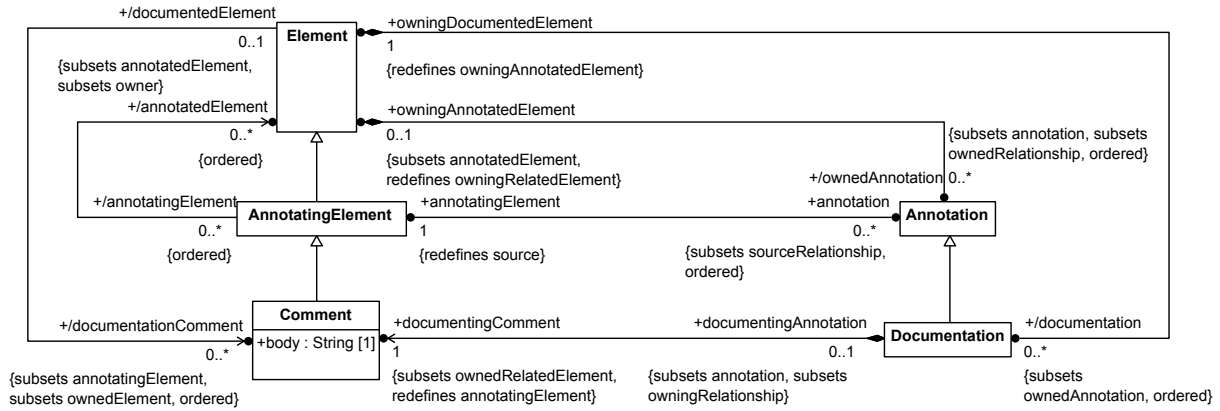 +/documentedElement
0..1
{subsets annotatedElement,
subsets owner}
Element
+owningDocumentedElement
1
{redefines owningAnnotatedElement}
+/annotatedElement
0..*
{ordered}
+owningAnnotatedElement
0..1
{subsets annotatedElement,
redefines owningRelatedElement}
{subsets annotation, subsets
ownedRelationship, ordered}
+/ownedAnnotation
0..*
+/annotatingElement
0..*
{ordered}
AnnotatingElement
+annotatingElement
1
{redefines source}
+annotation
0..*
{subsets sourceRelationship,
ordered}
Annotation
+/documentationComment
0..*
{subsets annotatingElement,
subsets ownedElement, ordered}
Comment
+body : String [1]
+documentingComment
1
{subsets ownedRelatedElement,
redefines annotatingElement}
+documentingAnnotation
0..1
{subsets annotation, subsets
owningRelationship}
Documentation
+/documentation
0..*
{subsets
ownedAnnotation, ordered}